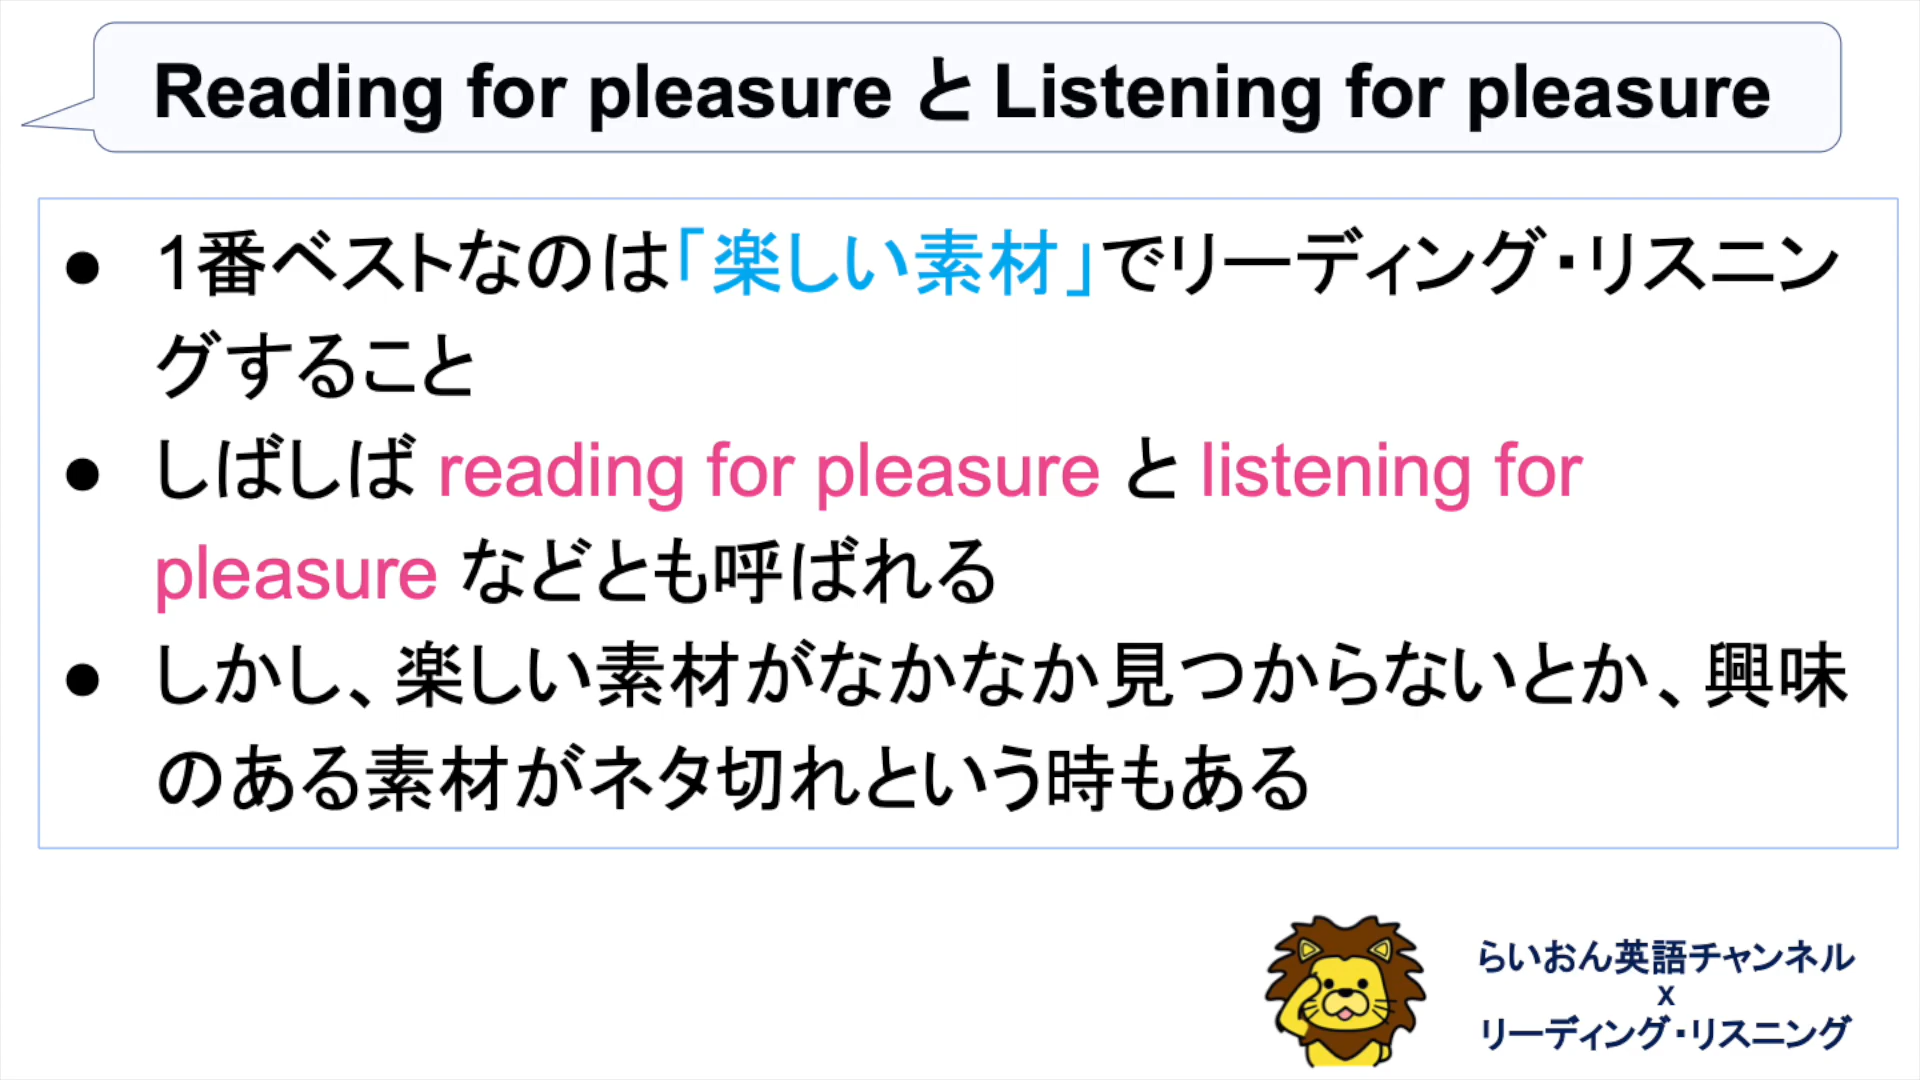 Reading for pleasure と Listening for pleasure
● 1番ベストなのは「楽しい素材」でリーディング・リスニン
グすること
● しばしば reading for pleasure と listening for
pleasure などとも呼ばれる
● しかし、楽しい素材がなかなか見つからないとか、興味
のある素材がネタ切れという時もある
らいおん英語チャンネル
x
リーディング・リスニング